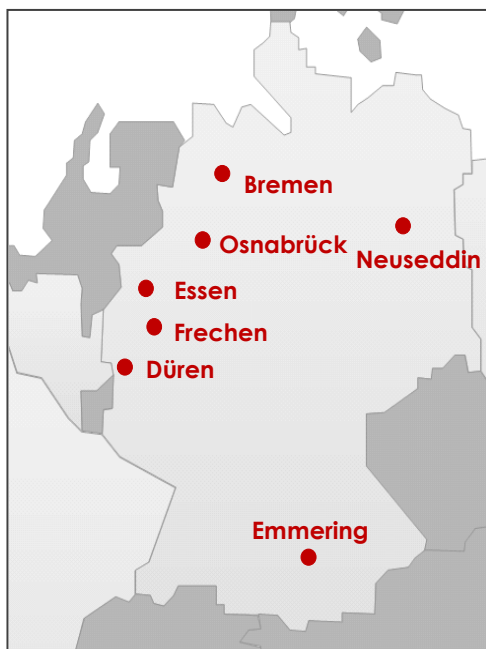 Bremen
Osnabrück
Neuseddin
Essen
Frechen
Düren
Emmering